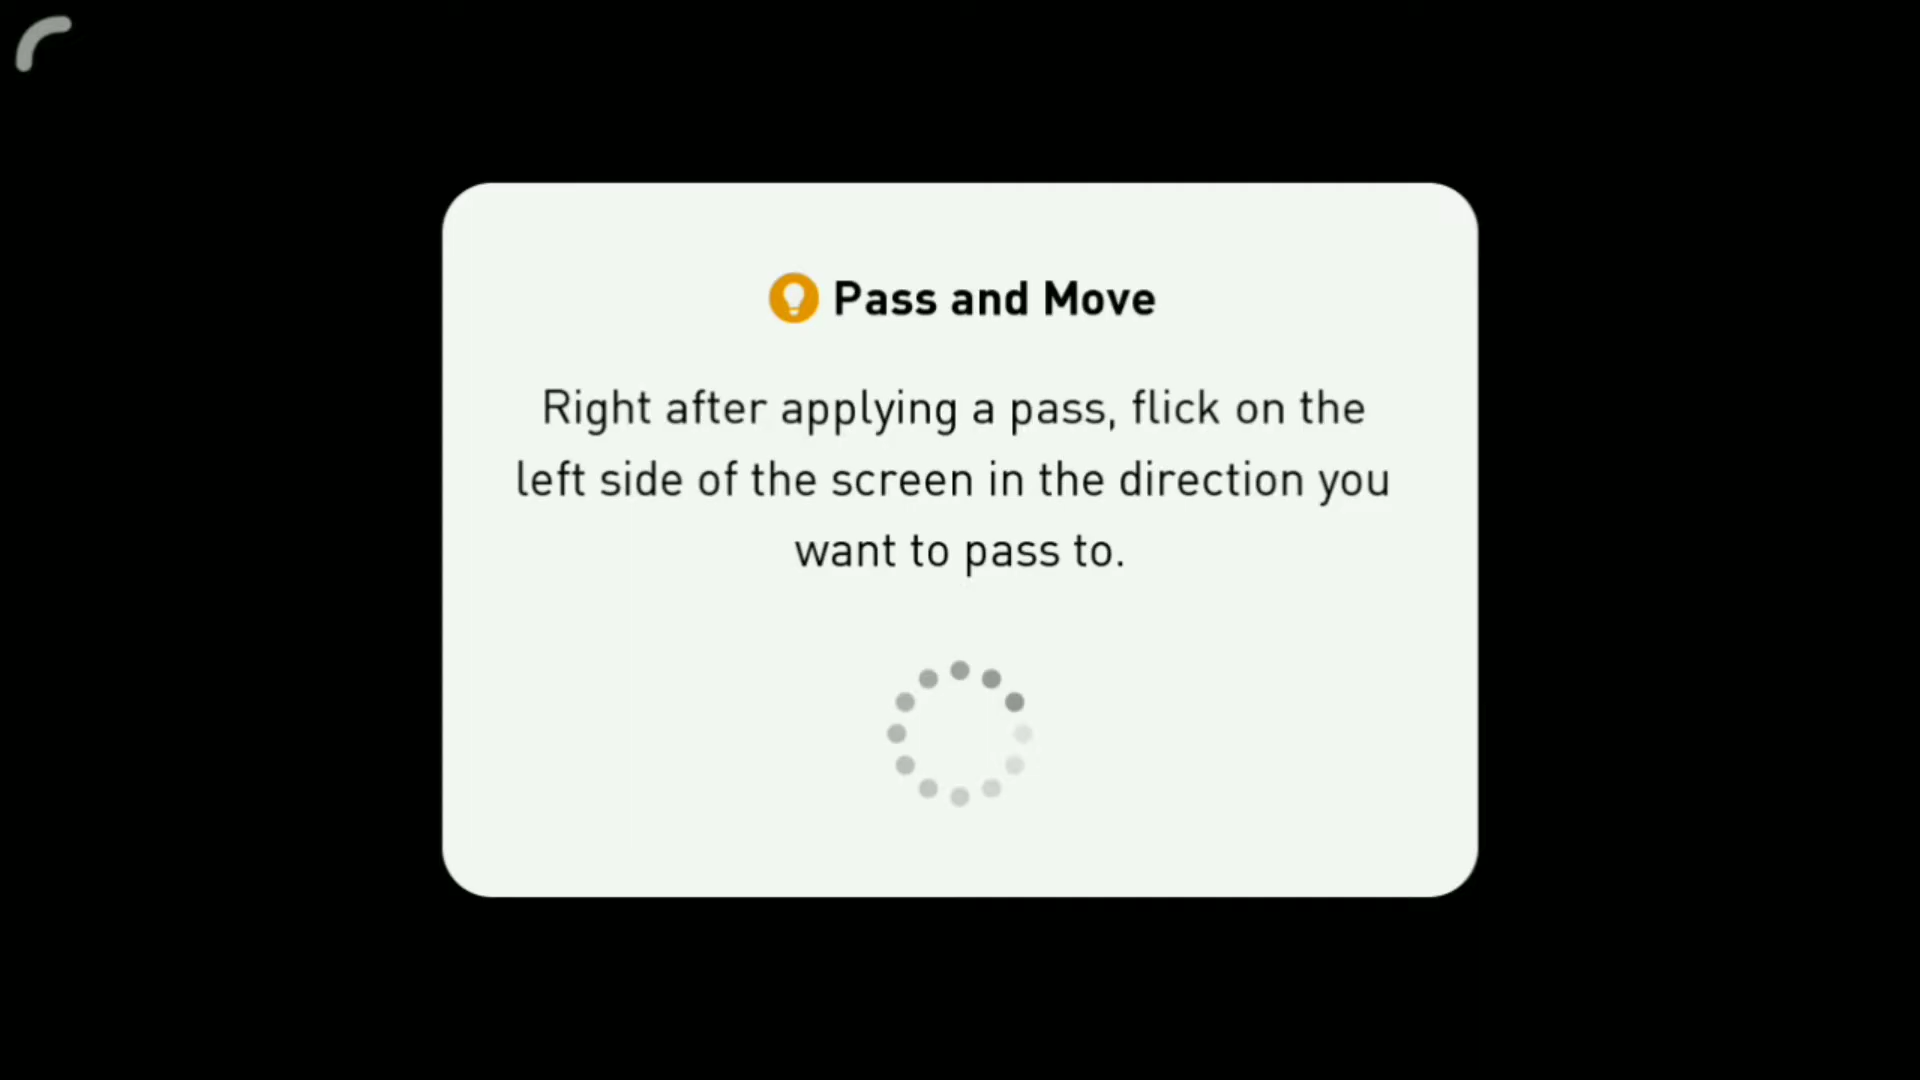 Pass and Move
Right after applying a pass, flick on the
left side of the screen in the direction you
want to pass to.